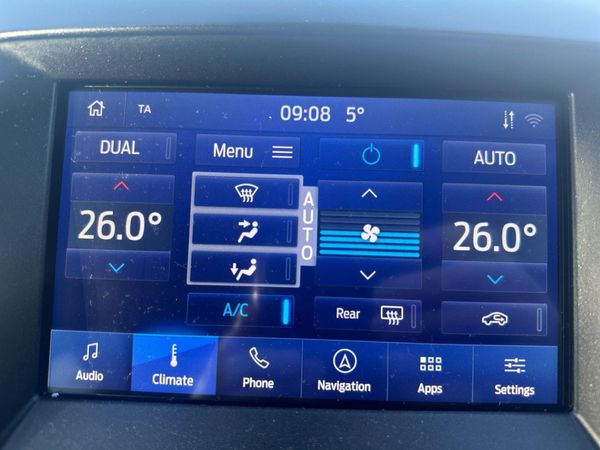 TA
09:08 5°
DUAL
Menu
AUTO
26.0°
AUTO
26.0°
A/C
Rear
Audio
Climate
Phone
Navigation
Apps
Settings